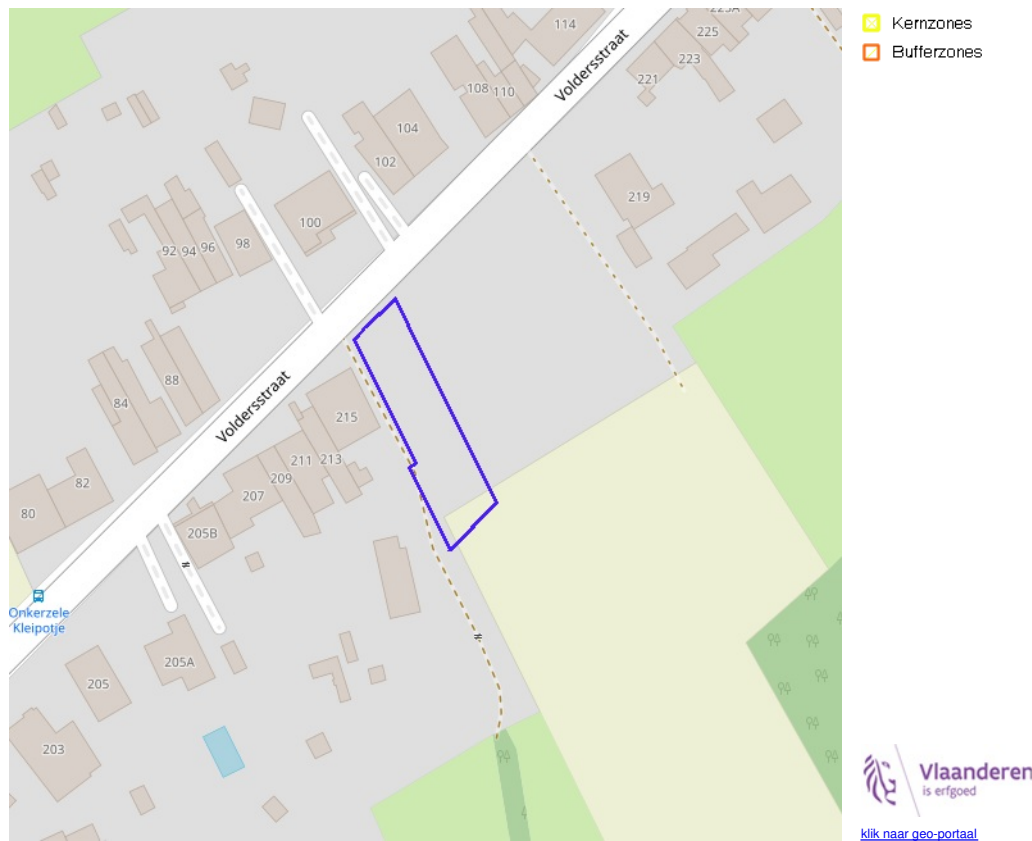 Kernzones
Bufferzones
114
223A
225
223
221
108
110
Voldersstraat
104
102
219
100
92
94
96
98
88
84
Voldersstraat
215
82
80
213
211
209
207
205B
Onkerzele
Kleipotje
205A
205
203
Vlaanderen
is erfgoed
klik naar geo-portaal